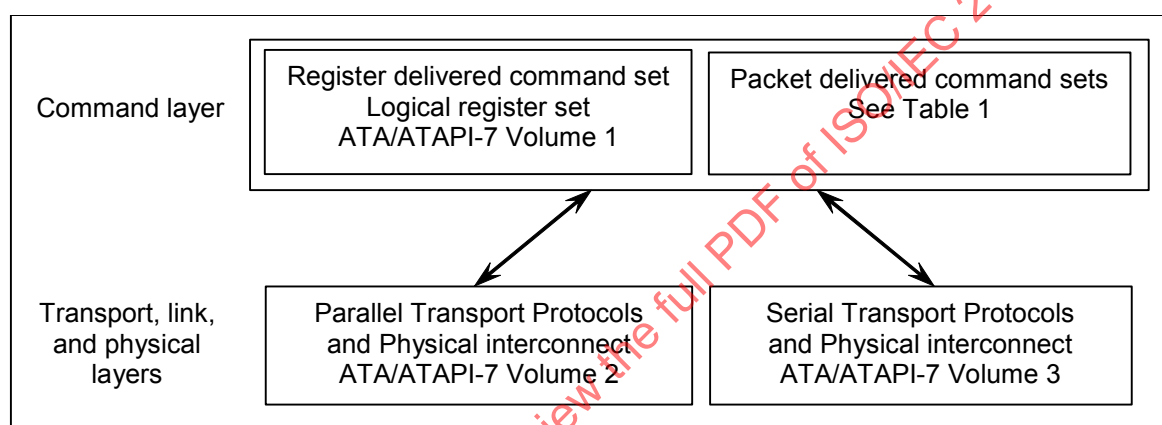 Command layer
Register delivered command set
Logical register set
ATA/ATAPI-7 Volume 1
Packet delivered command sets
See Table 1
Transport, link,
and physical
layers
Parallel Transport Protocols
and Physical interconnect
ATA/ATAPI-7 Volume 2
Serial Transport Protocols
and Physical interconnect
ATA/ATAPI-7 Volume 3
view the full PDF of ISO/IEC 2